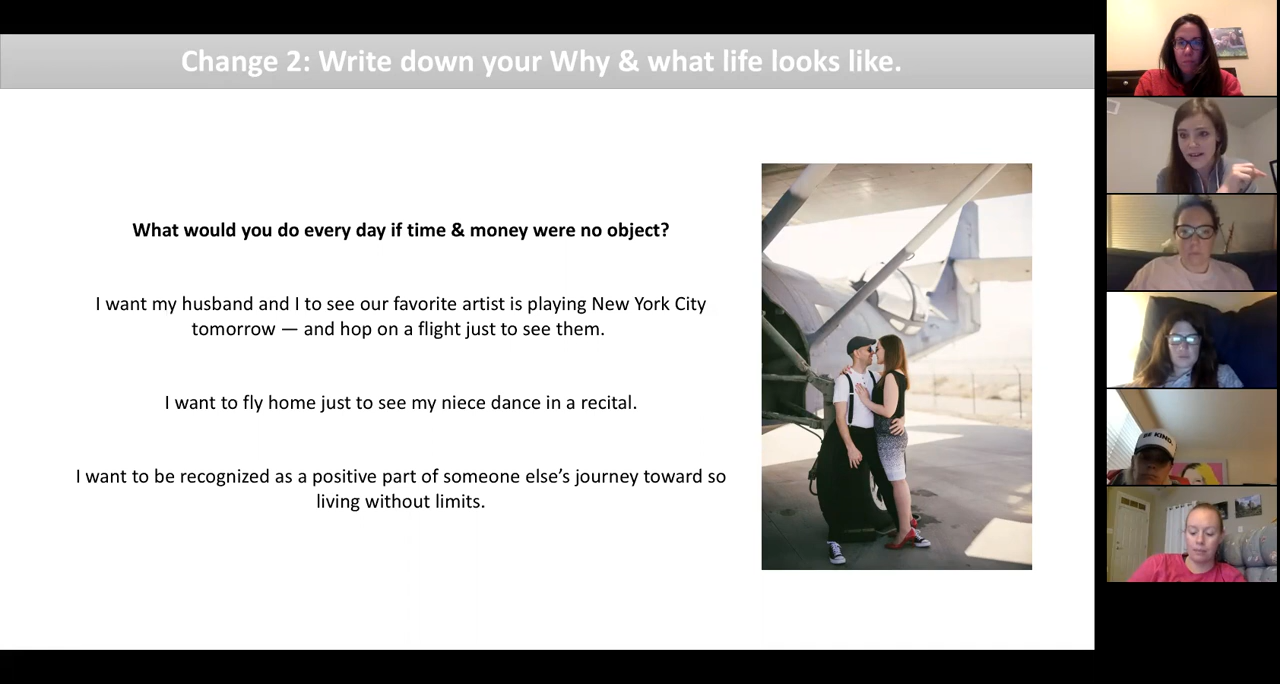 Change 2: Write down your Why & what life looks like.
What would you do every day if time & money were no object?
I want my husband and I to see our favorite artist is playing New York City
tomorrow — and hop on a flight just to see them.
I want to fly home just to see my niece dance in a recital.
I want to be recognized as a positive part of someone else’s journey toward so
living without limits.
BE KIND.